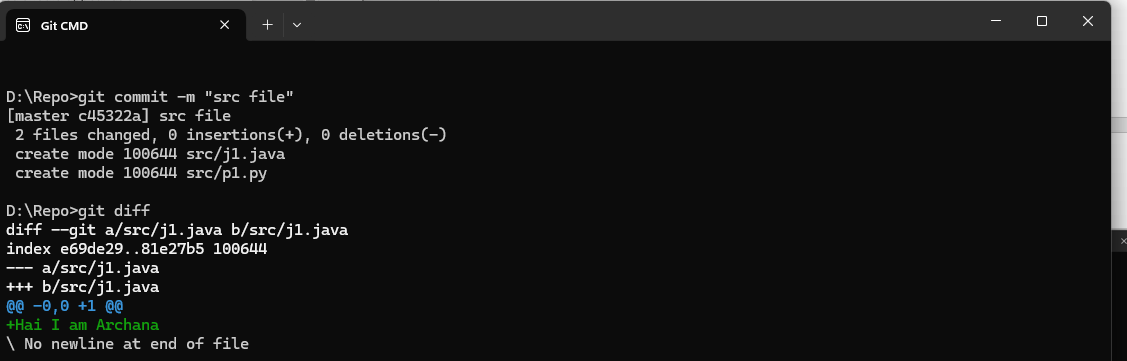 Git CMD
D:\Repo>git commit -m "src file"
[master c45322a] src file
 2 files changed, 0 insertions(+), 0 deletions(-)
 create mode 100644 src/j1.java
 create mode 100644 src/p1.py
D:\Repo>git diff
diff --git a/src/j1.java b/src/j1.java
index e69de29..81e27b5 100644
--- a/src/j1.java
+++ b/src/j1.java
@@ -0,0 +1 @@
+Hai I am Archana
\ No newline at end of file